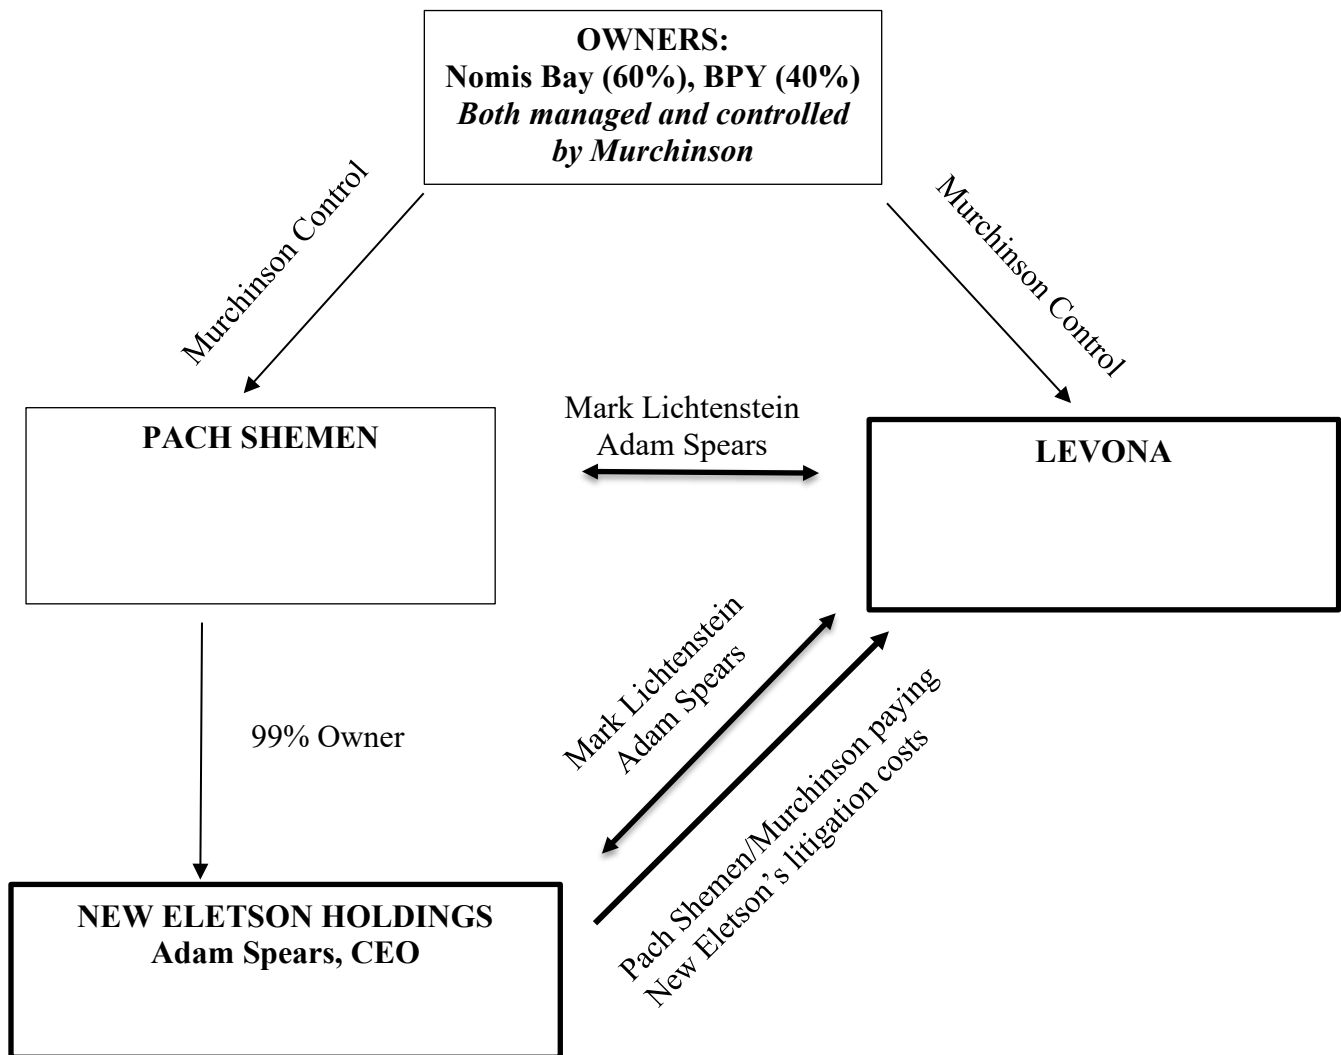 OWNERS:
Nomis Bay (60%), BPY (40%)
Both managed and controlled
by Murchinson
Murchinson Control
Murchinson Control
PACH SHEMEN
Mark Lichtenstein
Adam Spears
LEVONA
99% Owner
Mark Lichtenstein
Adam Spears
Pach Shemen/Murchinson paying
New Eletson’s litigation costs
NEW ELETSON HOLDINGS
Adam Spears, CEO